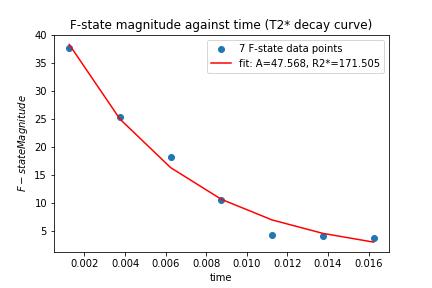 F-state magnitude against time (T2* decay curve)
7 F-state data points
fit: A=47.568, R2*=171.505
F − stateMagnitude
40
35
30
25
20
15
10
5
0.002 0.004 0.006 0.008 0.010 0.012 0.014 0.016
time